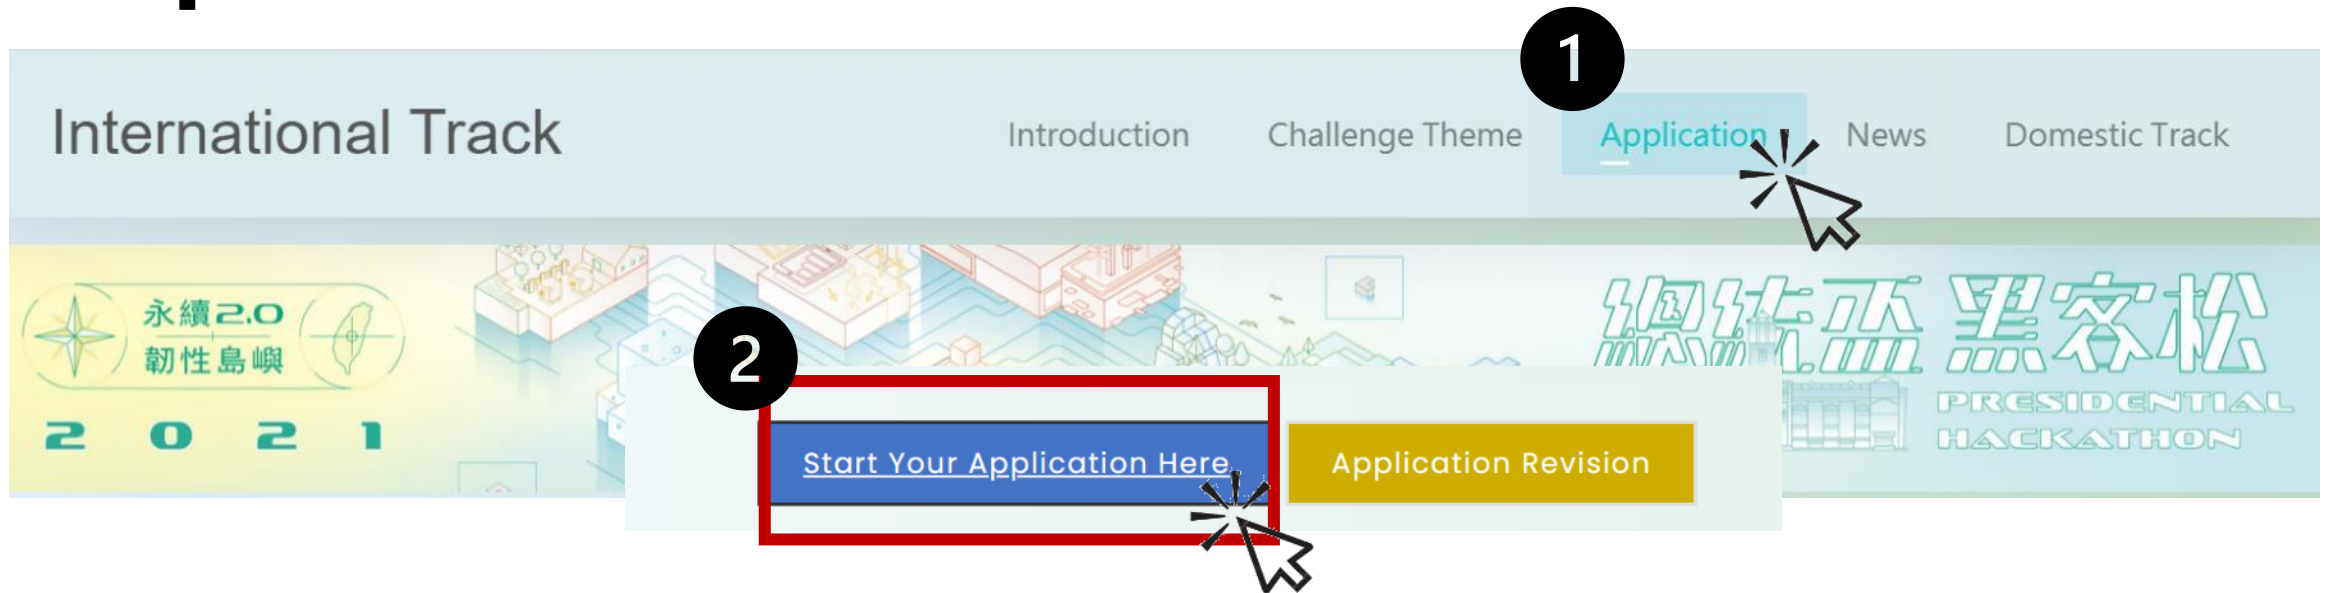 1
International Track
Introduction
Challenge Theme
Application
News
Domestic Track
永續2.0
韌性島嶼
2021
總統盃 黑客松
PRESIDENTIAL
HACKATHON
2
Start Your Application Here
Application Revision